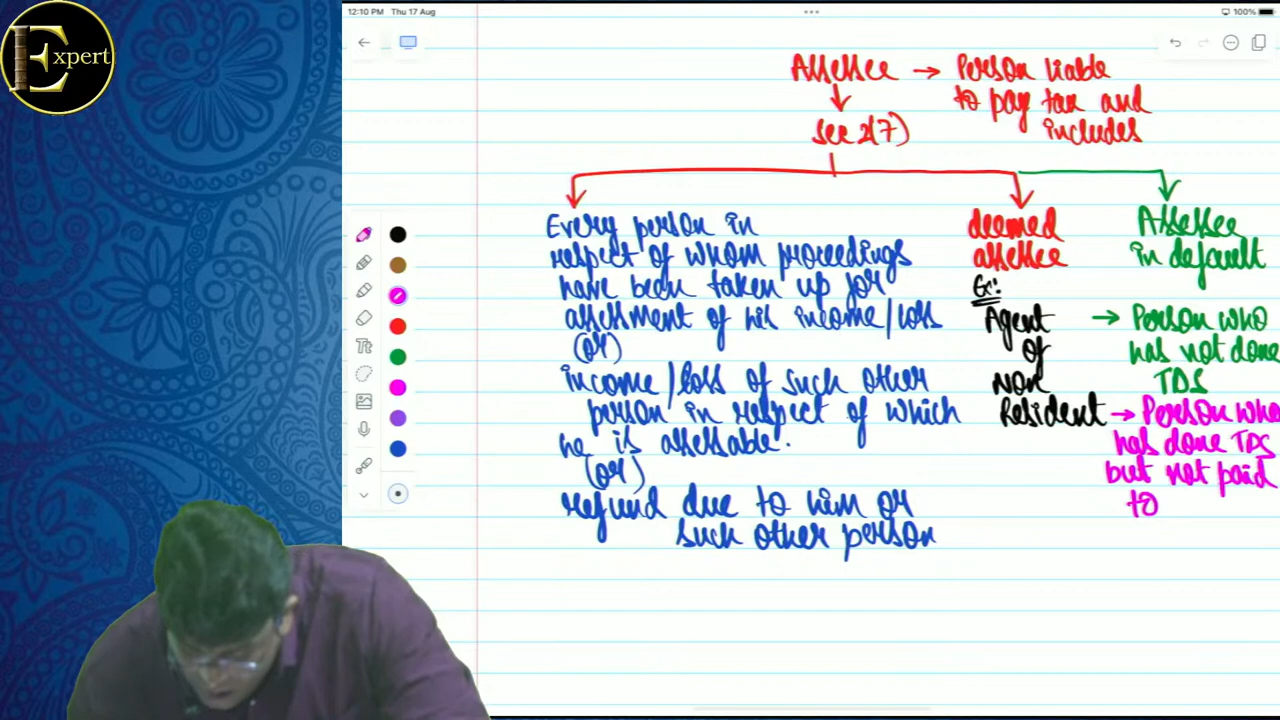 12:10 PM Thu 17 Aug
100%
Expert
Assessee → Person liable
to pay tax and
includes
sec 2(7)
Every person in
respect of whom proceedings
have been taken up for
assessment of his income/loss
(or)
income/loss of such other
person in respect of which
he is assessable.
(or)
refund due to him or
such other person
deemed
assessee
Ex:
Agent
of
Non
Resident
Assessee
in default
→ Person who
has not done
TDS
→ Person who
has done TDS
but not paid
to
Tt